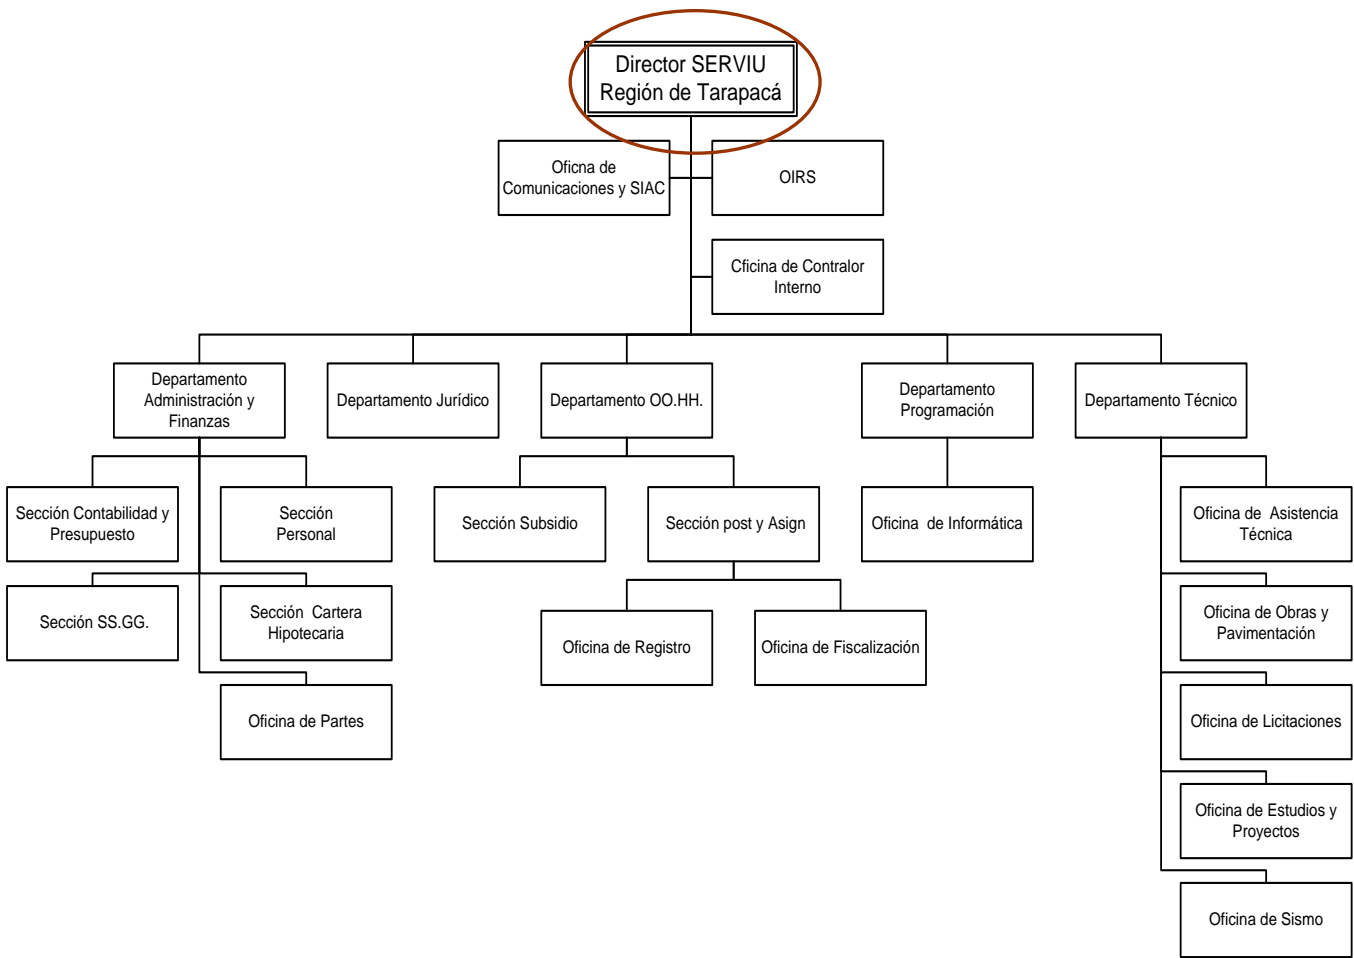 Director SERVIU
Región de Tarapacá
Oficna de
Comunicaciones y SIAC
OIRS
Cficina de Contralor
Interno
Departamento
Administración y
Finanzas
Departamento Jurídico
Departamento OO.HH.
Departamento
Programación
Departamento Técnico
Sección Contabilidad y
Presupuesto
Sección
Personal
Sección Subsidio
Sección post y Asign
Oficina  de Informática
Oficina de  Asistencia
Técnica
Sección SS.GG.
Sección  Cartera
Hipotecaria
Oficina de Registro
Oficina de Fiscalización
Oficina de Obras y
Pavimentación
Oficina de Partes
Oficina de Licitaciones
Oficina de Estudios y
Proyectos
Oficina de Sismo